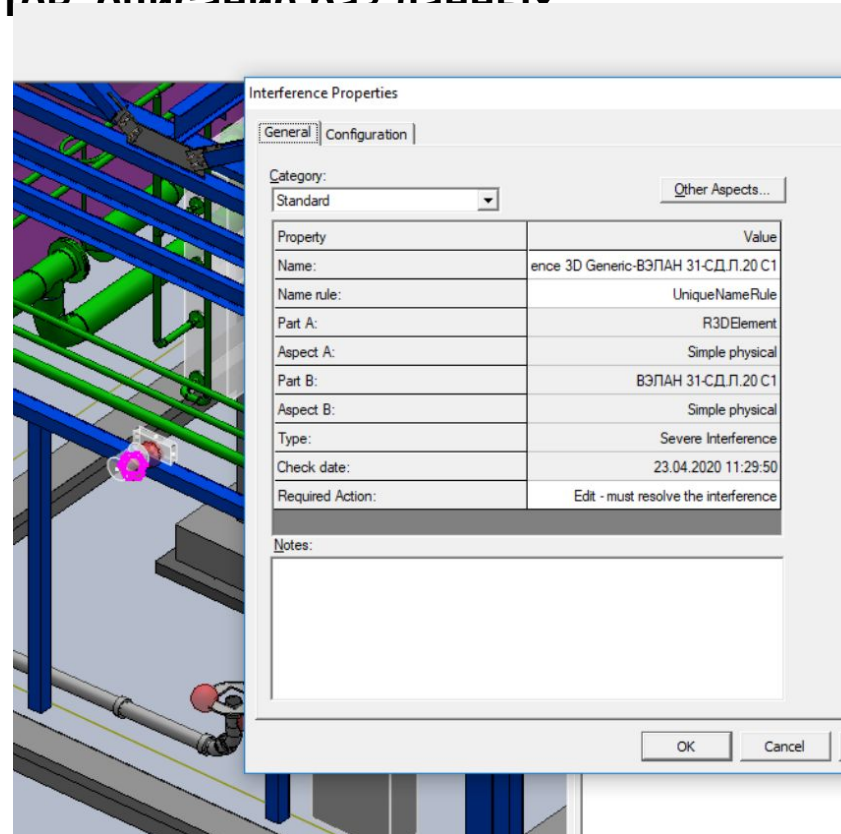 Interference Properties
General Configuration
Category:
Standard
Other Aspects...
Property Value
Name: ence 3D Generic-ВЭПАН 31-СД.П.20 С1
Name rule: UniqueNameRule
Part A: R3DElement
Aspect A: Simple physical
Part B: ВЭПАН 31-СД.П.20 С1
Aspect B: Simple physical
Type: Severe Interference
Check date: 23.04.2020 11:29:50
Required Action: Edit - must resolve the interference
Notes:
OK Cancel